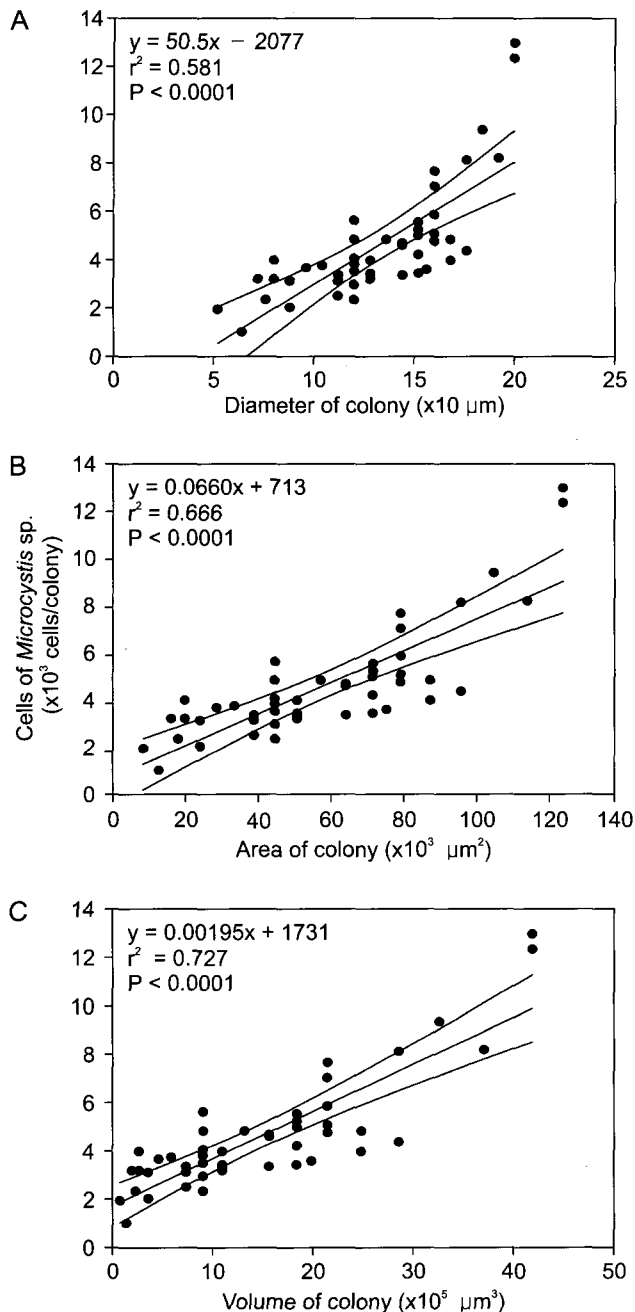 A
y = 50.5x − 2077
r² = 0.581
P < 0.0001
14
12
10
8
6
4
2
0
0 5 10 15 20 25
Diameter of colony (x10 µm)
B
y = 0.0660x + 713
r² = 0.666
P < 0.0001
14
12
10
8
6
4
2
0
Cells of Microcystis sp.
(x10³ cells/colony)
0 20 40 60 80 100 120 140
Area of colony (x10³ µm²)
C
y = 0.00195x + 1731
r² = 0.727
P < 0.0001
14
12
10
8
6
4
2
0
0 10 20 30 40 50
Volume of colony (x10⁵ µm³)